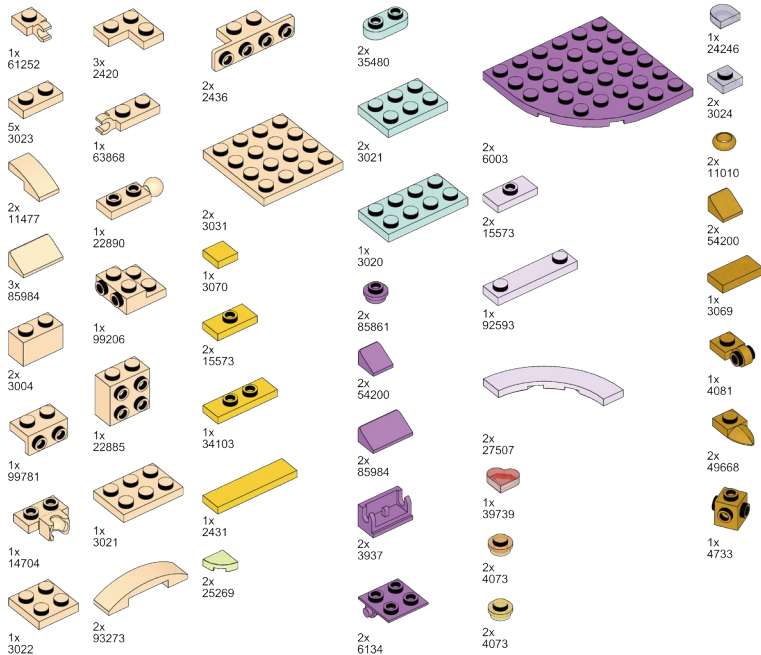 1x
61252
5x
3023
2x
11477
3x
85984
2x
3004
1x
99781
1x
14704
1x
3022
3x
2420
1x
63868
1x
22890
1x
99206
1x
22885
1x
3021
2x
93273
2x
2436
2x
3031
1x
3070
2x
15573
1x
34103
1x
2431
2x
25269
2x
35480
2x
3021
1x
3020
2x
85861
2x
54200
2x
85984
2x
3937
2x
6134
2x
6003
2x
15573
1x
92593
2x
27507
1x
39739
2x
4073
2x
4073
1x
24246
2x
3024
2x
11010
2x
54200
1x
3069
1x
4081
2x
49668
1x
4733